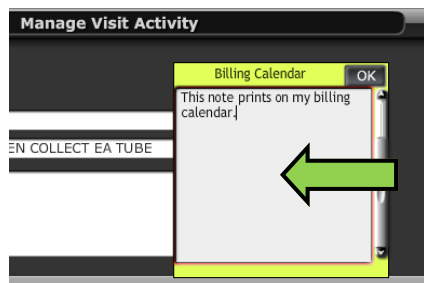 Manage Visit Activity
Billing Calendar OK
This note prints on my billing
calendar.
EN COLLECT EA TUBE